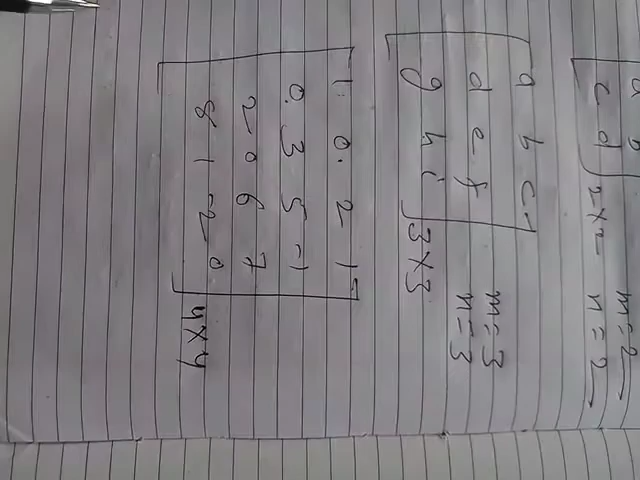 a b m=2
c d 2×2 n=2
a b c
d e f m=3
n=3
g h i 3×3
1 0 2 1
0 3 5 -1
2 0 6 7
8 1 -2 0 4×4